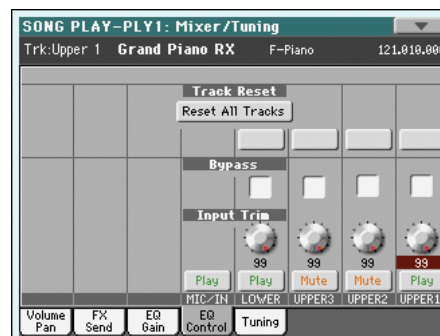 SONG PLAY-PLY1: Mixer/Tuning
Trk:Upper 1 Grand Piano RX F-Piano 121.010.00
Track Reset
Reset All Tracks
Bypass
Input Trim
99 99 99 99
Play Play Mute Mute Play
MIC/IN LOWER UPPER3 UPPER2 UPPER1
Volume Pan FX Send EQ Gain EQ Control Tuning